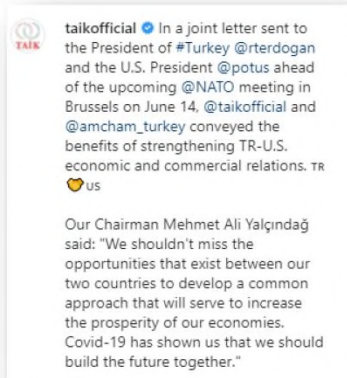 TAİK
taikofficial In a joint letter sent to
the President of #Turkey @rterdogan
and the U.S. President @potus ahead
of the upcoming @NATO meeting in
Brussels on June 14, @taikofficial and
@amcham_turkey conveyed the
benefits of strengthening TR-U.S.
economic and commercial relations. TR
🤝US
Our Chairman Mehmet Ali Yalçındağ
said: "We shouldn't miss the
opportunities that exist between our
two countries to develop a common
approach that will serve to increase
the prosperity of our economies.
Covid-19 has shown us that we should
build the future together."